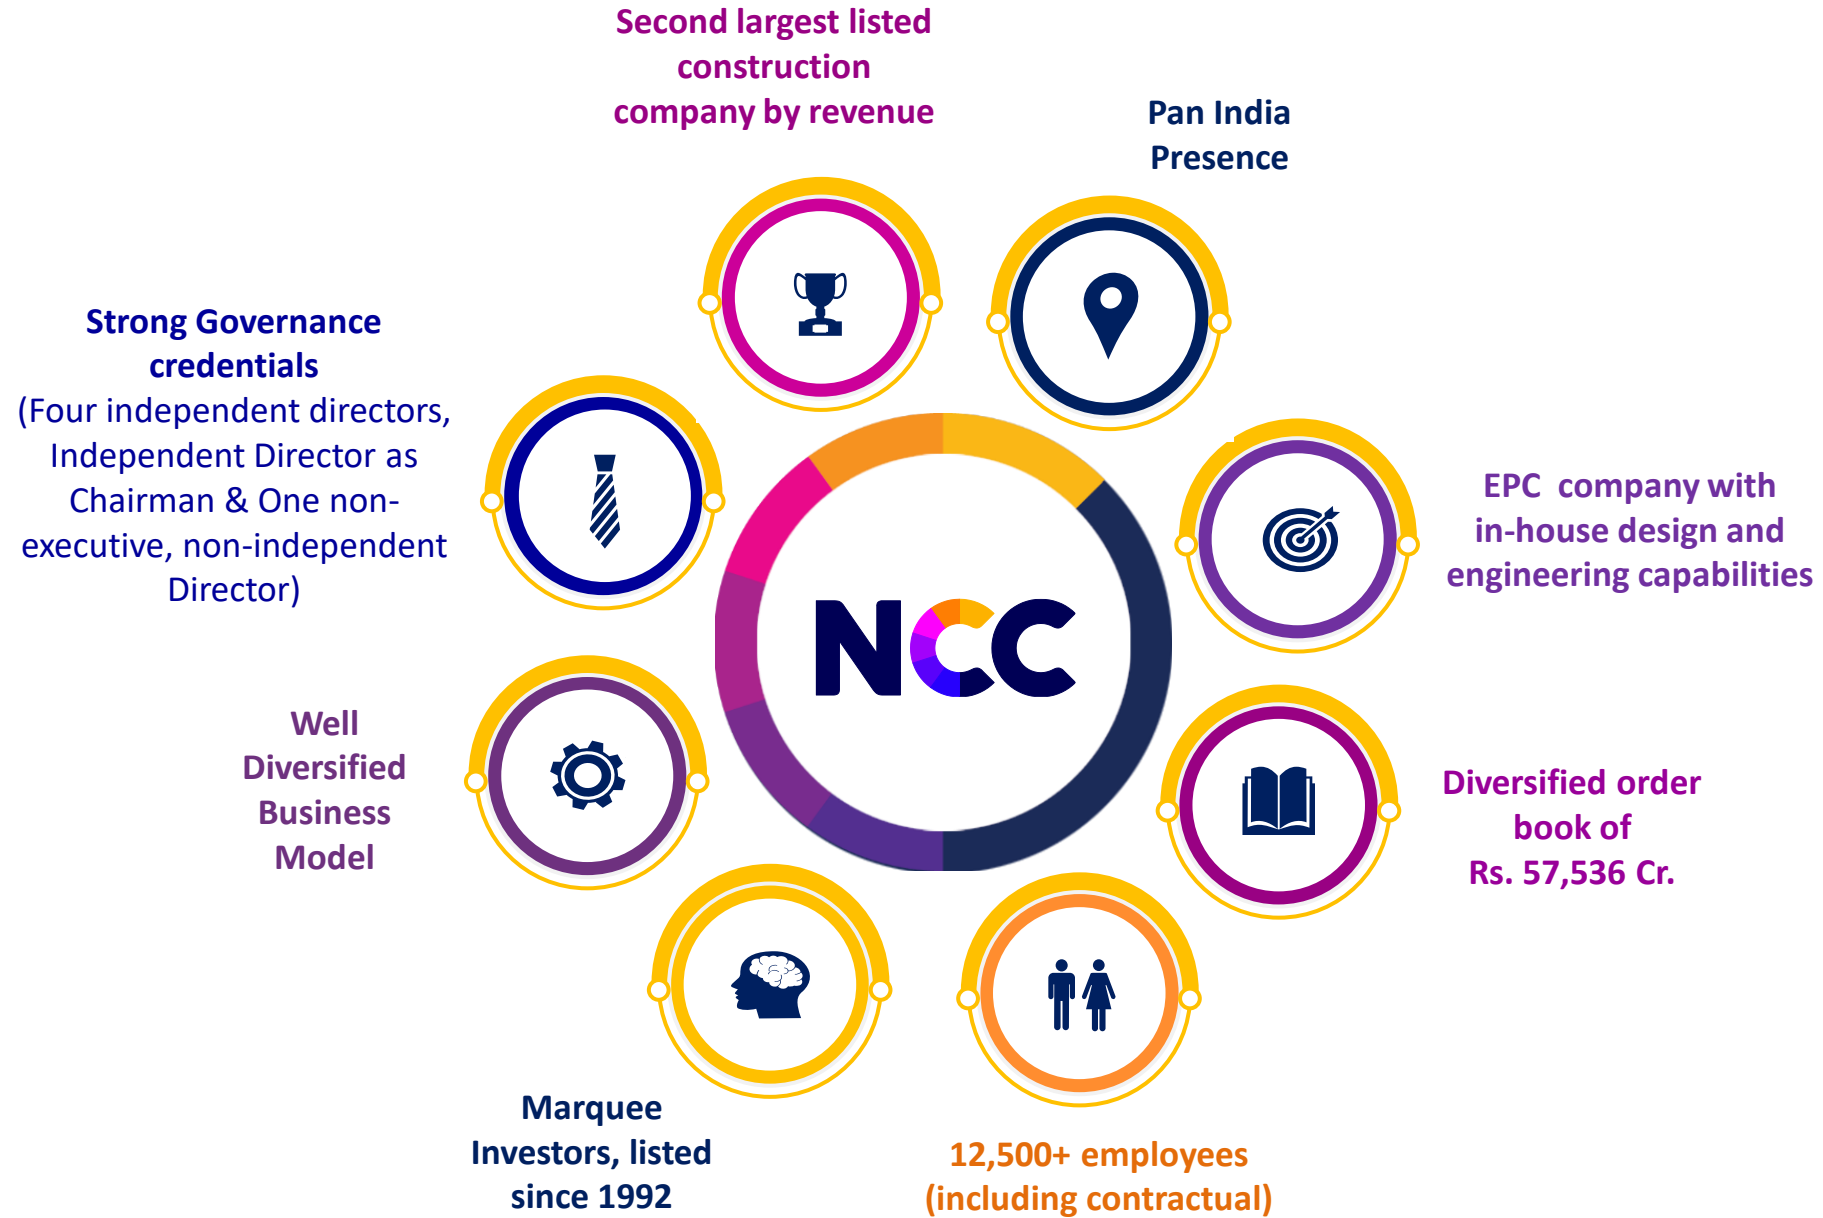 Second largest listed
construction
company by revenue
Pan India
Presence
Strong Governance
credentials
(Four independent directors,
Independent Director as
Chairman & One non-
executive, non-independent
Director)
EPC company with
in-house design and
engineering capabilities
NCC
Well
Diversified
Business
Model
Diversified order
book of
Rs. 57,536 Cr.
Marquee
Investors, listed
since 1992
12,500+ employees
(including contractual)